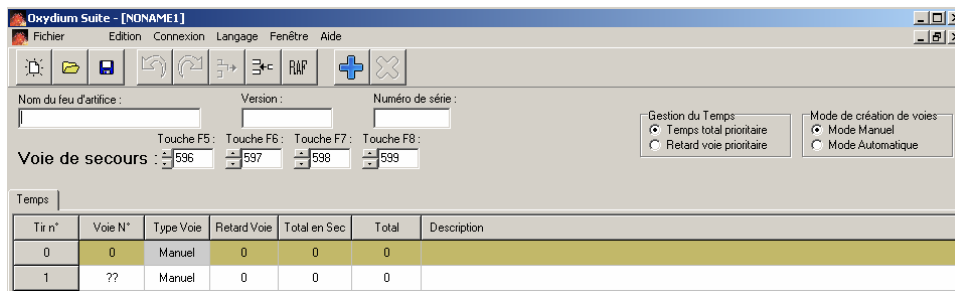 Oxydium Suite - [NONAME1]
Fichier Edition Connexion Langage Fenêtre Aide
RAF
Nom du feu d'artifice : Version : Numéro de série :
Gestion du Temps
Temps total prioritaire
Retard voie prioritaire
Mode de création de voies
Mode Manuel
Mode Automatique
Touche F5 : Touche F6 : Touche F7 : Touche F8 :
Voie de secours : 596 597 598 599
Temps
Tir n° Voie N° Type Voie Retard Voie Total en Sec Total Description
0 0 Manuel 0 0 0
1 ?? Manuel 0 0 0